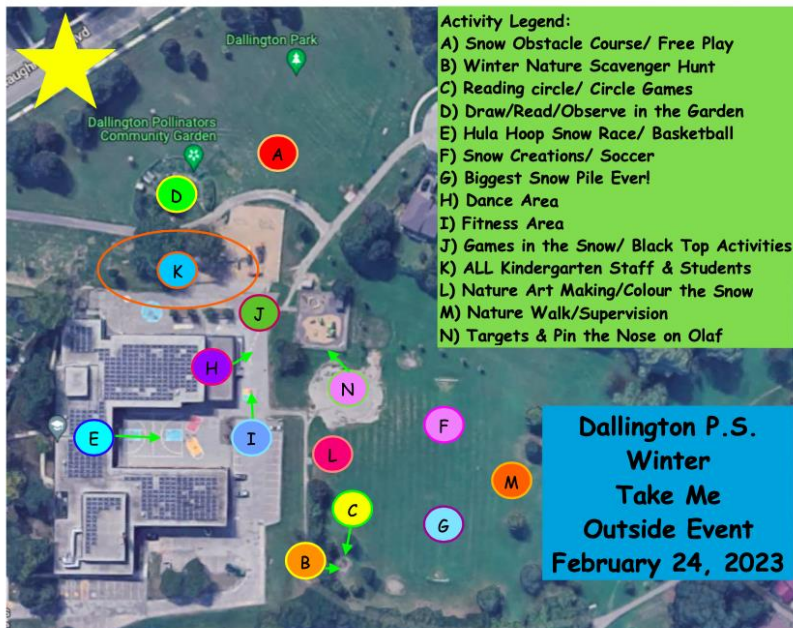 Dallington Park
Dallington Pollinators
Community Garden
A
D
K
J
H
N
E
I
F
L
M
C
G
B
Activity Legend:
A) Snow Obstacle Course/ Free Play
B) Winter Nature Scavenger Hunt
C) Reading circle/ Circle Games
D) Draw/Read/Observe in the Garden
E) Hula Hoop Snow Race/ Basketball
F) Snow Creations/ Soccer
G) Biggest Snow Pile Ever!
H) Dance Area
I) Fitness Area
J) Games in the Snow/ Black Top Activities
K) ALL Kindergarten Staff & Students
L) Nature Art Making/Colour the Snow
M) Nature Walk/Supervision
N) Targets & Pin the Nose on Olaf
Dallington P.S.
Winter
Take Me
Outside Event
February 24, 2023